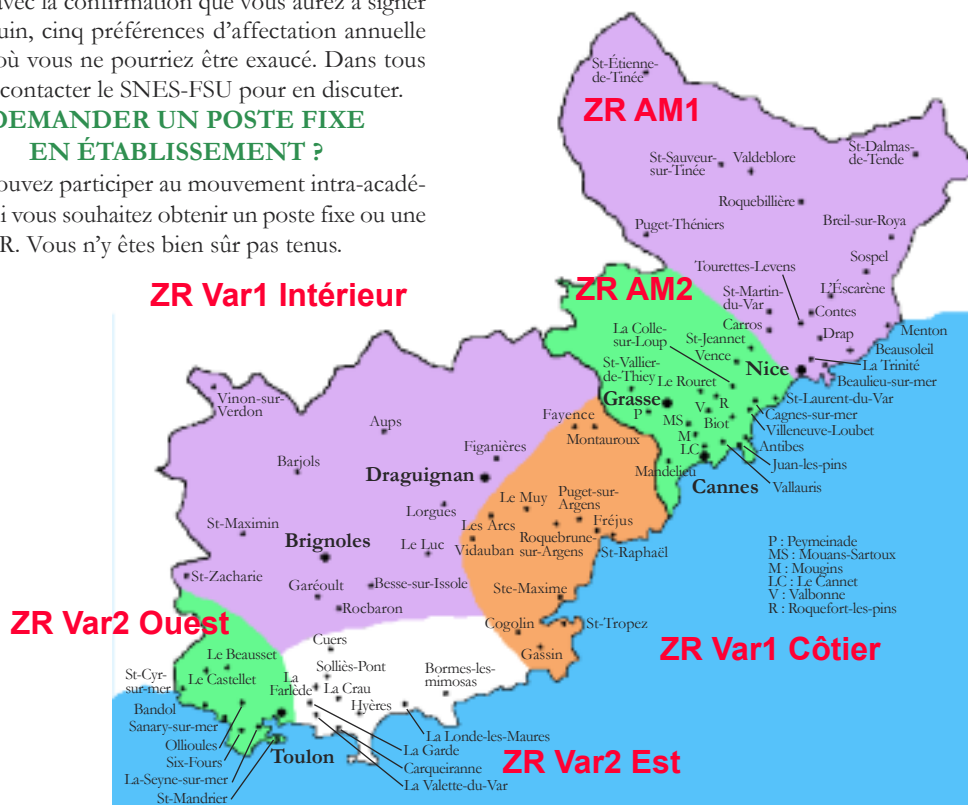 avec la confirmation que vous aurez à signer
uin, cinq préférences d'affectation annuelle
où vous ne pourriez être exaucé. Dans tous
contacter le SNES-FSU pour en discuter.
DEMANDER UN POSTE FIXE
EN ÉTABLISSEMENT ?
ouvez participer au mouvement intra-acadé-
i vous souhaitez obtenir un poste fixe ou une
R. Vous n'y êtes bien sûr pas tenus.
ZR AM1
St-Étienne-
de-Tinée
St-Sauveur-
sur-Tinée
Valdeblore
St-Dalmas-
de-Tende
Roquebillière
Puget-Théniers
Breil-sur-Roya
Sospel
Tourettes-Levens
L'Éscarène
St-Martin-
du-Var
Contes
Carros
Drap
Menton
Beausoleil
La Trinité
Beaulieu-sur-mer
Nice
ZR AM2
La Colle-
sur-Loup
St-Jeannet
Vence
St-Vallier-
de-Thiey
Le Rouret
Grasse
P
V
R
MS
M
LC
Biot
St-Laurent-du-Var
Cagnes-sur-mer
Villeneuve-Loubet
Antibes
Juan-les-pins
Vallauris
Mandelieu
Cannes
ZR Var1 Intérieur
Vinon-sur-
Verdon
Aups
Barjols
Figanières
Draguignan
Lorgues
St-Maximin
Brignoles
Le Luc
St-Zacharie
Garéoult
Besse-sur-Issole
Rocbaron
Fayence
Montauroux
Le Muy
Puget-sur-
Argens
Les Arcs
Fréjus
Vidauban
Roquebrune-
sur-Argens
St-Raphaël
Ste-Maxime
Cogolin
St-Tropez
Gassin
ZR Var1 Côtier
P : Peymeinade
MS : Mouans-Sartoux
M : Mougins
LC : Le Cannet
V : Valbonne
R : Roquefort-les-pins
ZR Var2 Ouest
Le Beausset
St-Cyr-
sur-mer
Le Castellet
Bandol
Sanary-sur-mer
Ollioules
Six-Fours
La-Seyne-sur-mer
St-Mandrier
Toulon
Cuers
Solliès-Pont
La
Farlède
La Crau
Hyères
Bormes-les-
mimosas
La Londe-les-Maures
La Garde
Carqueiranne
La Valette-du-Var
ZR Var2 Est